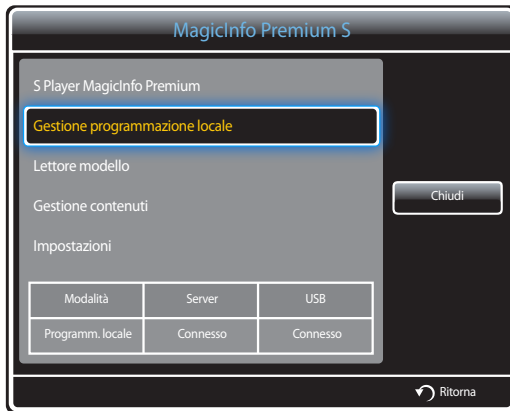 MagicInfo Premium S
S Player MagicInfo Premium
Gestione programmazione locale
Lettore modello
Gestione contenuti
Impostazioni
Chiudi
Modalità Server USB
Programm. locale Connesso Connesso
Ritorna